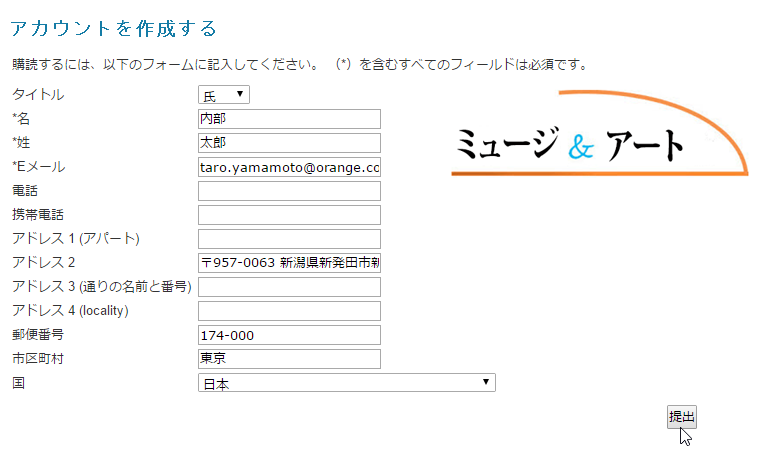 アカウントを作成する
購読するには、以下のフォームに記入してください。 (*) を含むすべてのフィールドは必須です。
タイトル 氏
*名 内部
*姓 太郎
*Eメール taro.yamamoto@orange.co
電話
携帯電話
アドレス 1 (アパート)
アドレス 2 〒957-0063 新潟県新発田市新
アドレス 3 (通りの名前と番号)
アドレス 4 (locality)
郵便番号 174-000
市区町村 東京
国 日本
ミュージ & アート
提出